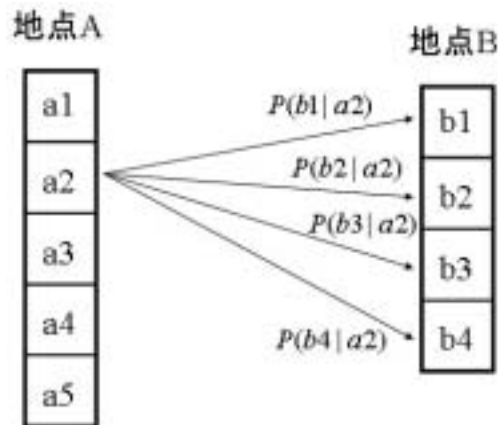 地点A
a1
a2
a3
a4
a5
P(b1|a2)
P(b2|a2)
P(b3|a2)
P(b4|a2)
地点B
b1
b2
b3
b4